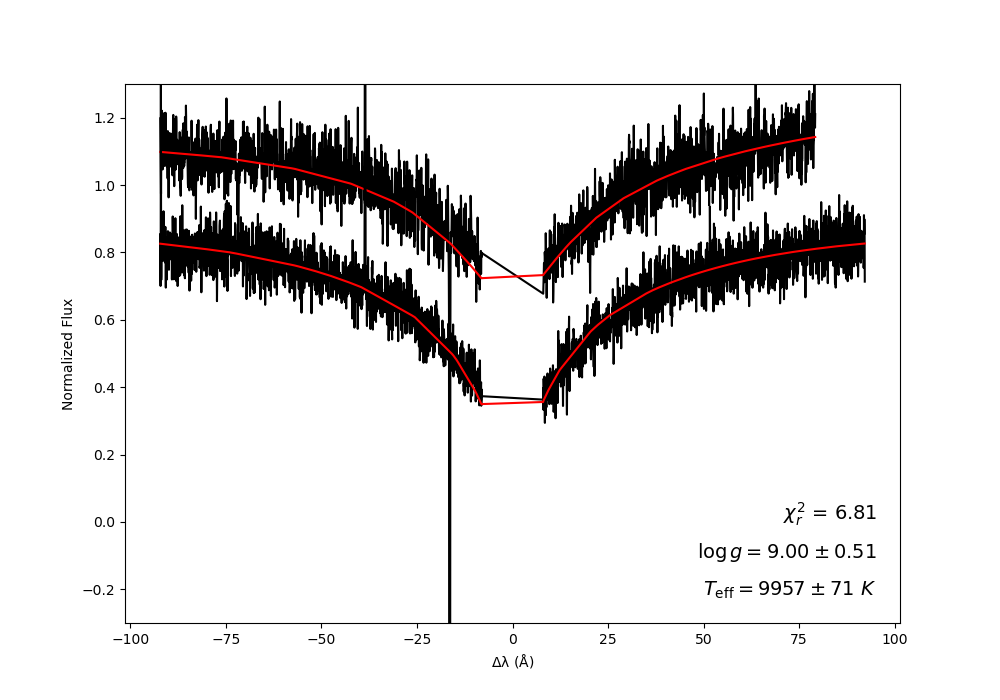 1.2
1.0
0.8
0.6
0.4
0.2
0.0
−0.2
Normalized Flux
χ²ᵣ = 6.81
log g = 9.00 ± 0.51
T_eff = 9957 ± 71 K
−100 −75 −50 −25 0 25 50 75 100
Δλ (Å)